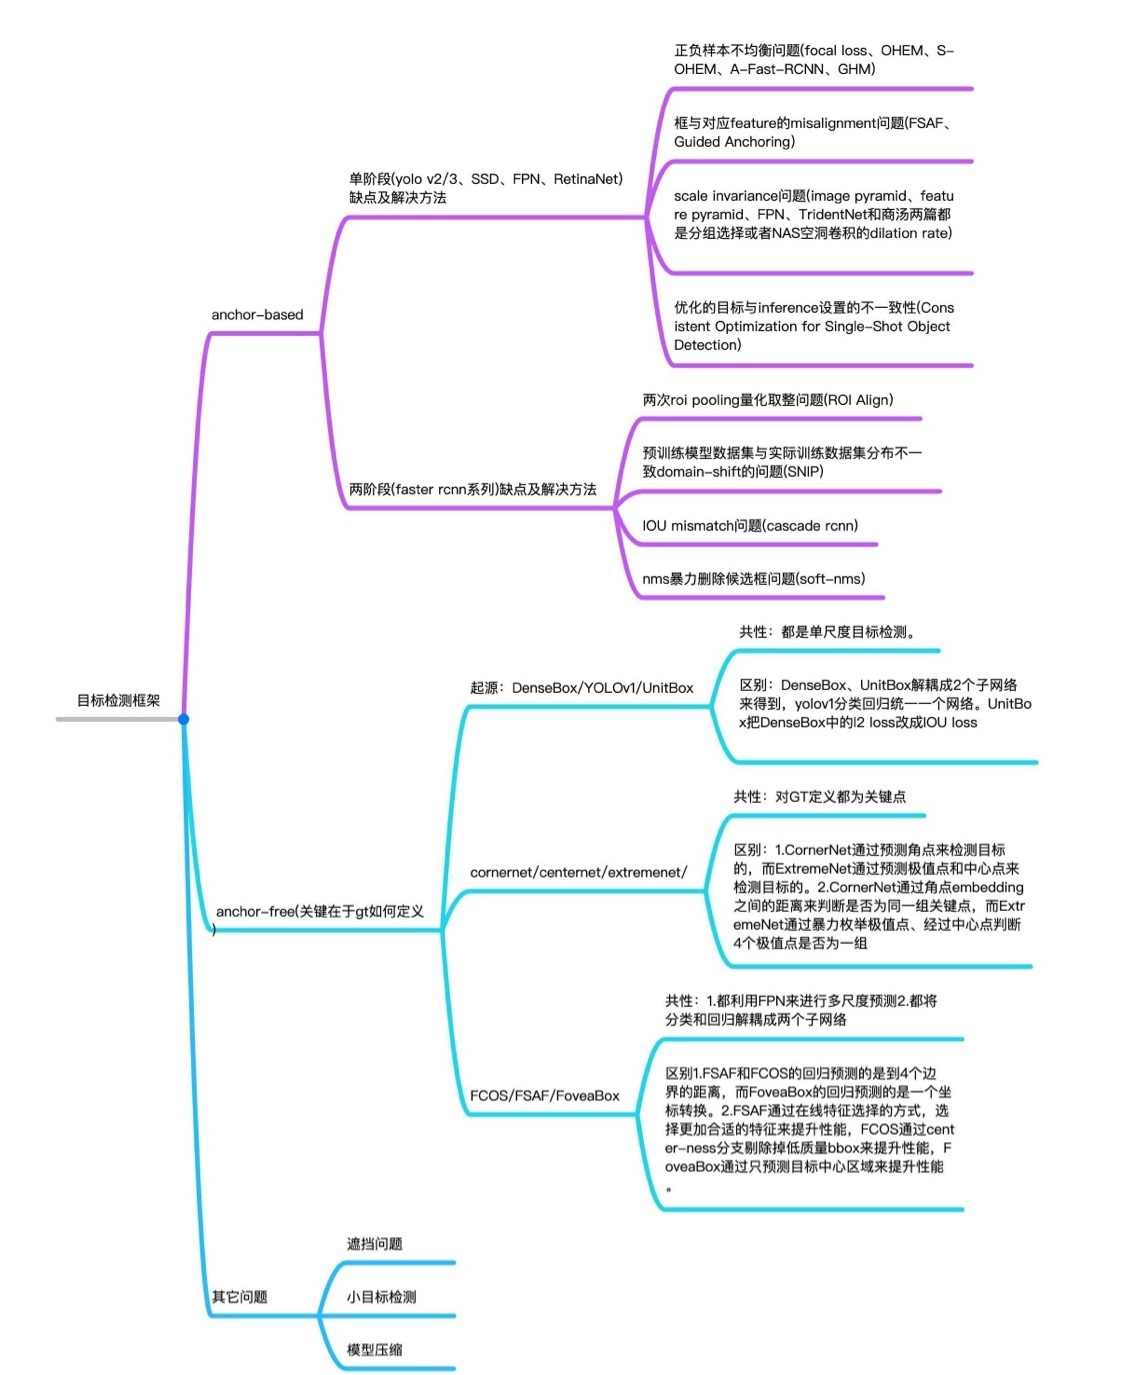 正负样本不均衡问题(focal loss、OHEM、S-
OHEM、A-Fast-RCNN、GHM)
框与对应feature的misalignment问题(FSAF、
Guided Anchoring)
单阶段(yolo v2/3、SSD、FPN、RetinaNet)
缺点及解决方法
scale invariance问题(image pyramid、featu
re pyramid、FPN、TridentNet和商汤两篇都
是分组选择或者NAS空洞卷积的dilation rate)
anchor-based
优化的目标与inference设置的不一致性(Cons
istent Optimization for Single-Shot Object
Detection)
两次roi pooling量化取整问题(ROI Align)
预训练模型数据集与实际训练数据集分布不一
致domain-shift的问题(SNIP)
两阶段(faster rcnn系列)缺点及解决方法
IOU mismatch问题(cascade rcnn)
nms暴力删除候选框问题(soft-nms)
目标检测框架
共性：都是单尺度目标检测。
起源：DenseBox/YOLOv1/UnitBox
区别：DenseBox、UnitBox解耦成2个子网络
来得到，yolov1分类回归统一一个网络。UnitBo
x把DenseBox中的l2 loss改成IOU loss
共性：对GT定义都为关键点
cornernet/centernet/extremenet/
区别：1.CornerNet通过预测角点来检测目标
的，而ExtremeNet通过预测极值点和中心点来
检测目标的。2.CornerNet通过角点embedding
之间的距离来判断是否为同一组关键点，而Extr
emeNet通过暴力枚举极值点、经过中心点判断
4个极值点是否为一组
anchor-free(关键在于gt如何定义
)
共性：1.都利用FPN来进行多尺度预测2.都将
分类和回归解耦成两个子网络
FCOS/FSAF/FoveaBox
区别1.FSAF和FCOS的回归预测的是到4个边
界的距离，而FoveaBox的回归预测的是一个坐
标转换。2.FSAF通过在线特征选择的方式，选
择更加合适的特征来提升性能，FCOS通过cent
er-ness分支剔除掉低质量bbox来提升性能，F
oveaBox通过只预测目标中心区域来提升性能
。
其它问题
遮挡问题
小目标检测
模型压缩